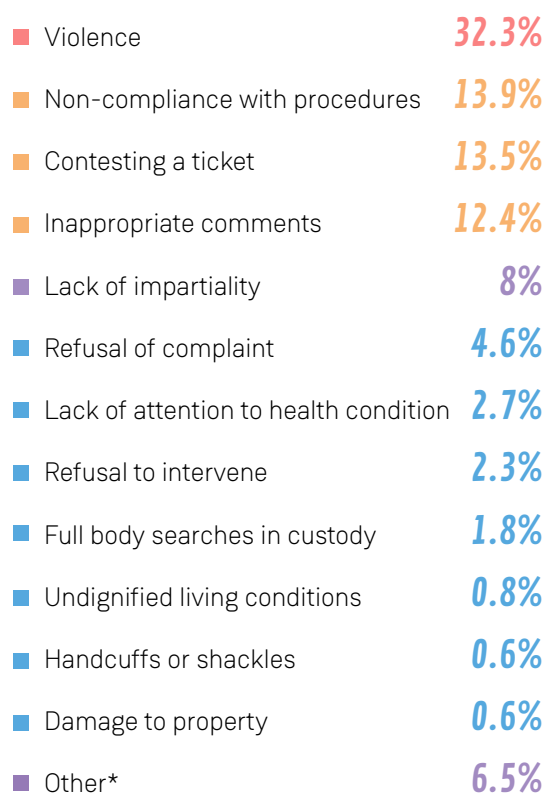 Violence 32.3%
Non-compliance with procedures 13.9%
Contesting a ticket 13.5%
Inappropriate comments 12.4%
Lack of impartiality 8%
Refusal of complaint 4.6%
Lack of attention to health condition 2.7%
Refusal to intervene 2.3%
Full body searches in custody 1.8%
Undignified living conditions 0.8%
Handcuffs or shackles 0.6%
Damage to property 0.6%
Other* 6.5%